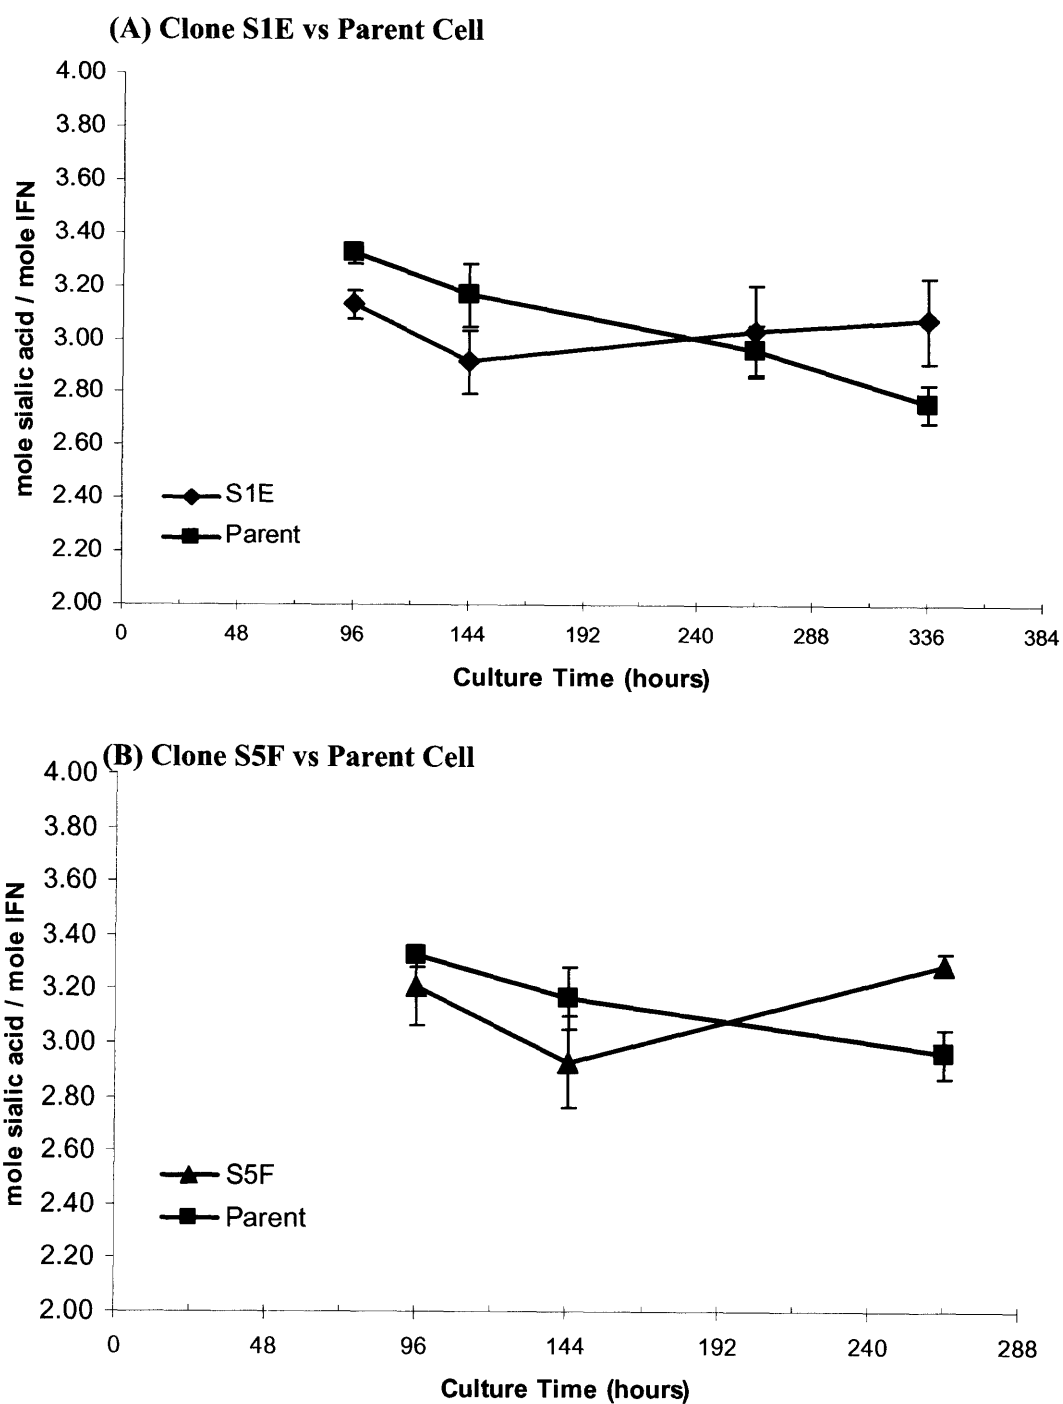 (A) Clone S1E vs Parent Cell
4.00
3.80
3.60
3.40
3.20
3.00
2.80
2.60
2.40
2.20
2.00
mole sialic acid / mole IFN
S1E
Parent
0 48 96 144 192 240 288 336 384
Culture Time (hours)
(B) Clone S5F vs Parent Cell
4.00
3.80
3.60
3.40
3.20
3.00
2.80
2.60
2.40
2.20
2.00
mole sialic acid / mole IFN
S5F
Parent
0 48 96 144 192 240 288
Culture Time (hours)